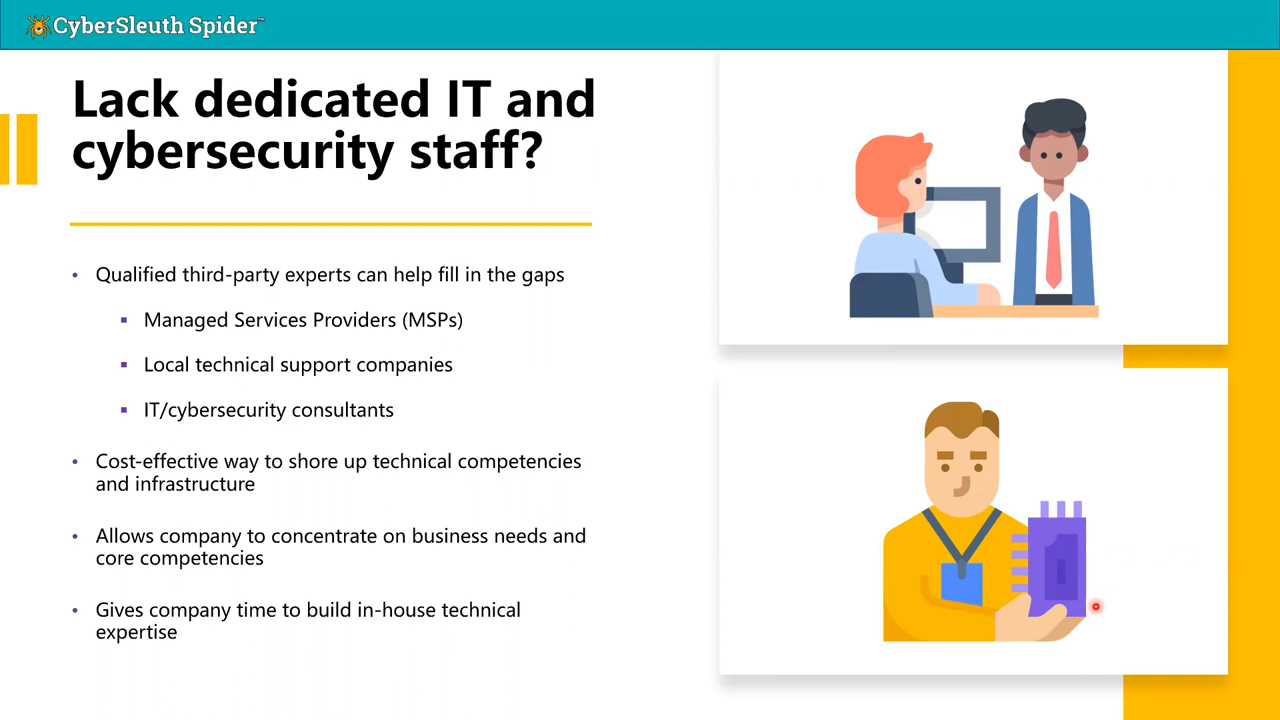 CyberSleuth Spider™
Lack dedicated IT and
cybersecurity staff?
• Qualified third-party experts can help fill in the gaps
▪ Managed Services Providers (MSPs)
▪ Local technical support companies
▪ IT/cybersecurity consultants
• Cost-effective way to shore up technical competencies
and infrastructure
• Allows company to concentrate on business needs and
core competencies
• Gives company time to build in-house technical
expertise